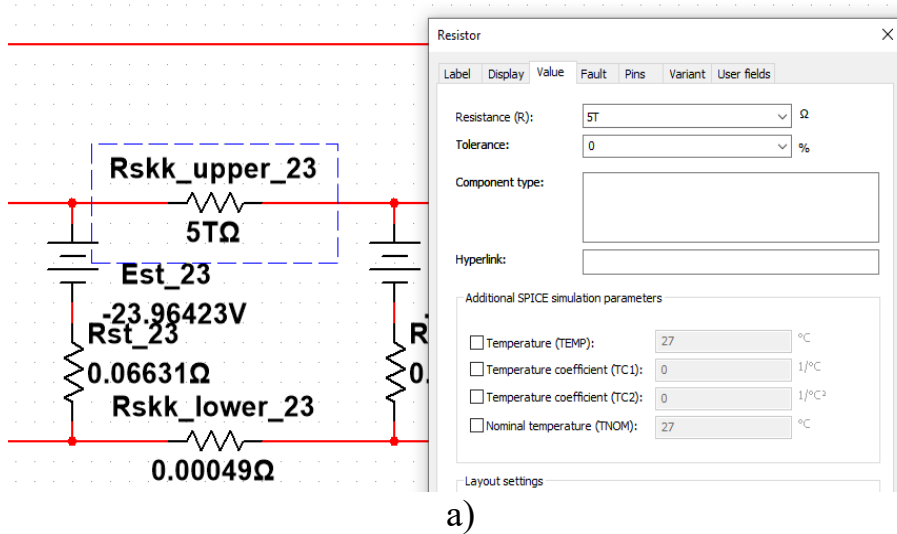 Rskk_upper_23
5TΩ
Est_23
-23.96423V
Rst_23
0.06631Ω
Rskk_lower_23
0.00049Ω
R
0.
Resistor
Label Display Value Fault Pins Variant User fields
Resistance (R): 5T Ω
Tolerance: 0 %
Component type:
Hyperlink:
Additional SPICE simulation parameters
Temperature (TEMP): 27 °C
Temperature coefficient (TC1): 0 1/°C
Temperature coefficient (TC2): 0 1/°C²
Nominal temperature (TNOM): 27 °C
Layout settings
a)